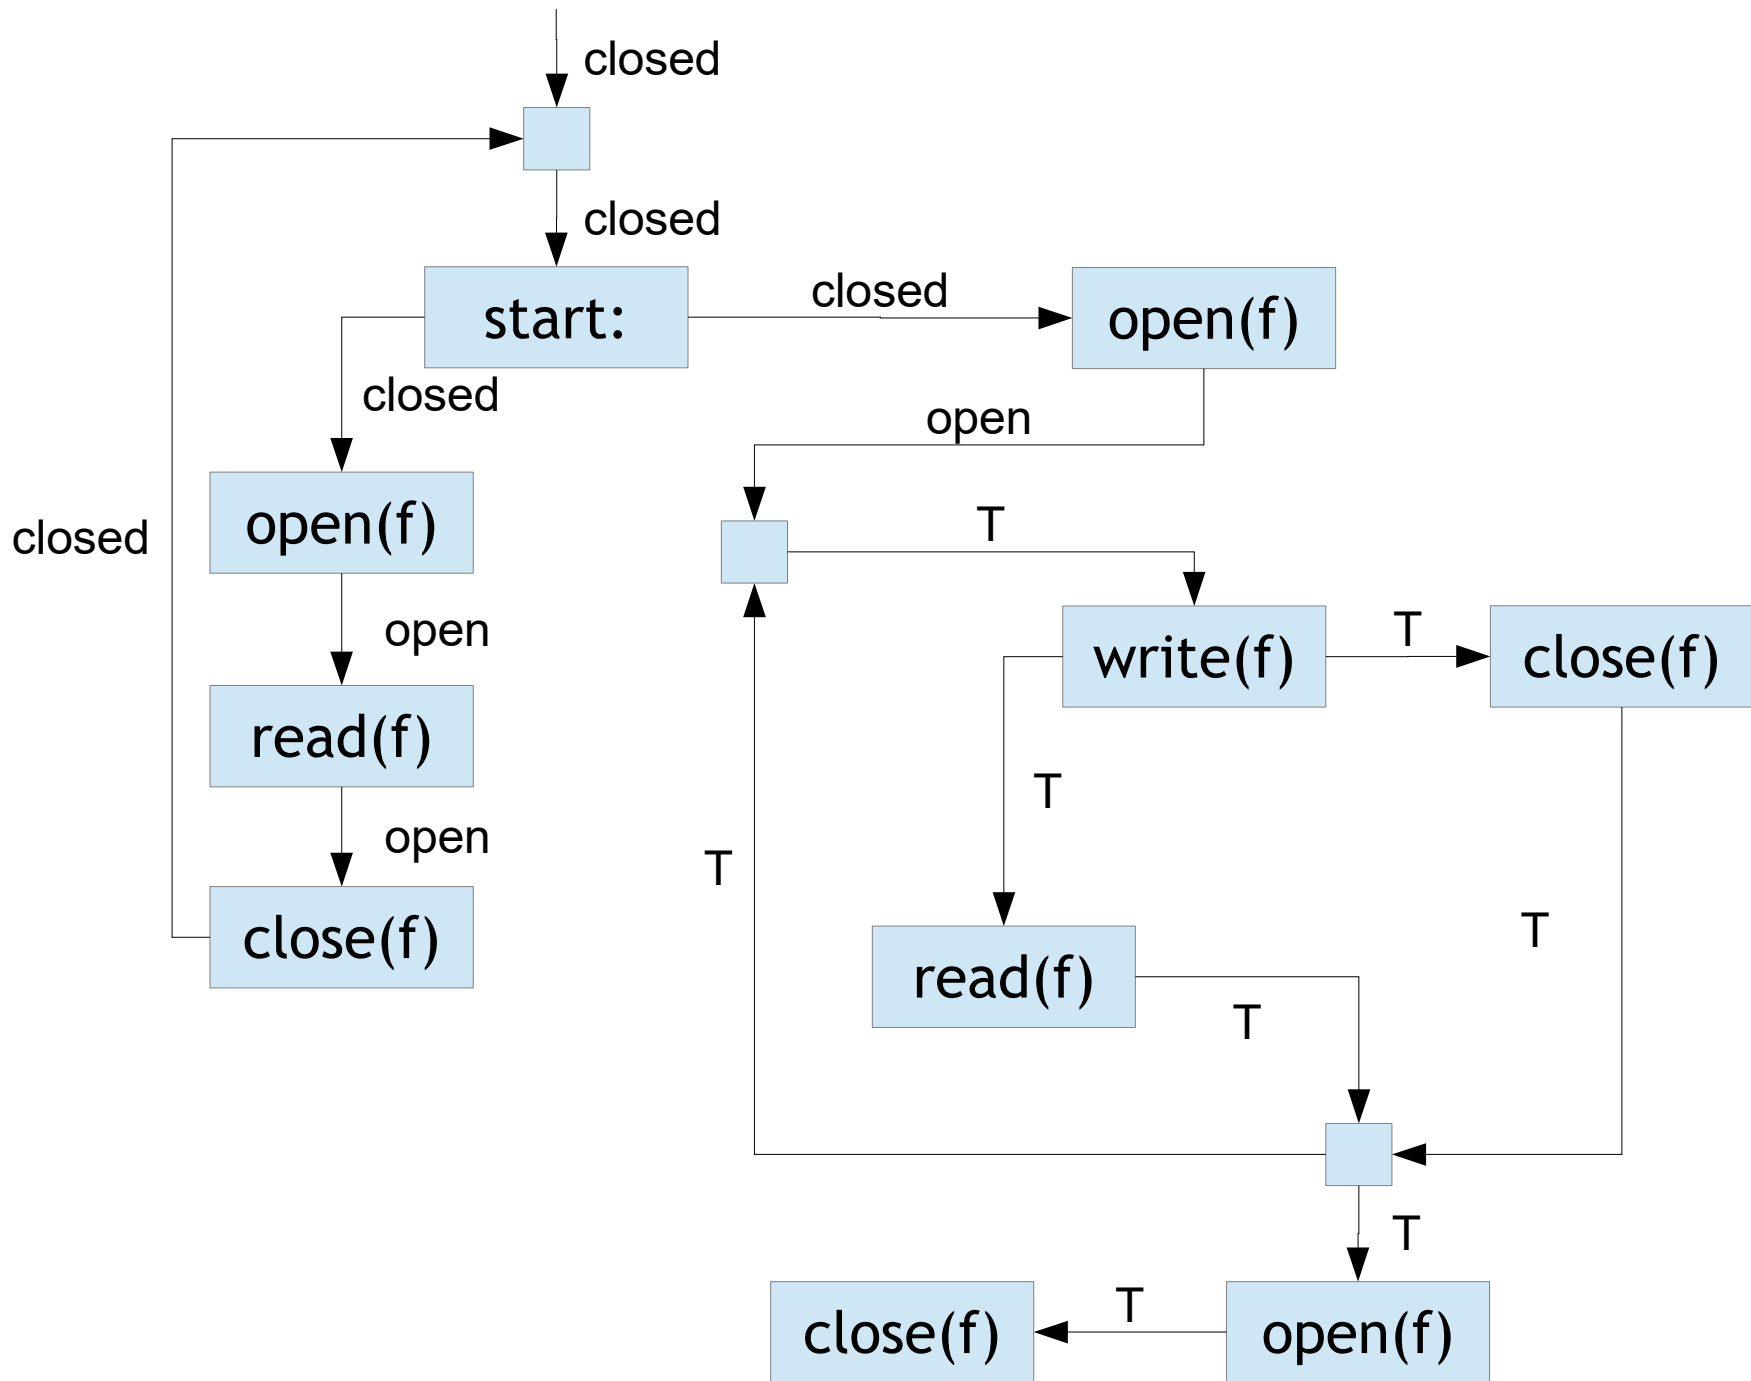 closed
closed
start:
closed
open(f)
closed
open
open(f)
closed
T
open
write(f)
T
close(f)
read(f)
T
open
T
close(f)
T
read(f)
T
T
close(f)
T
open(f)